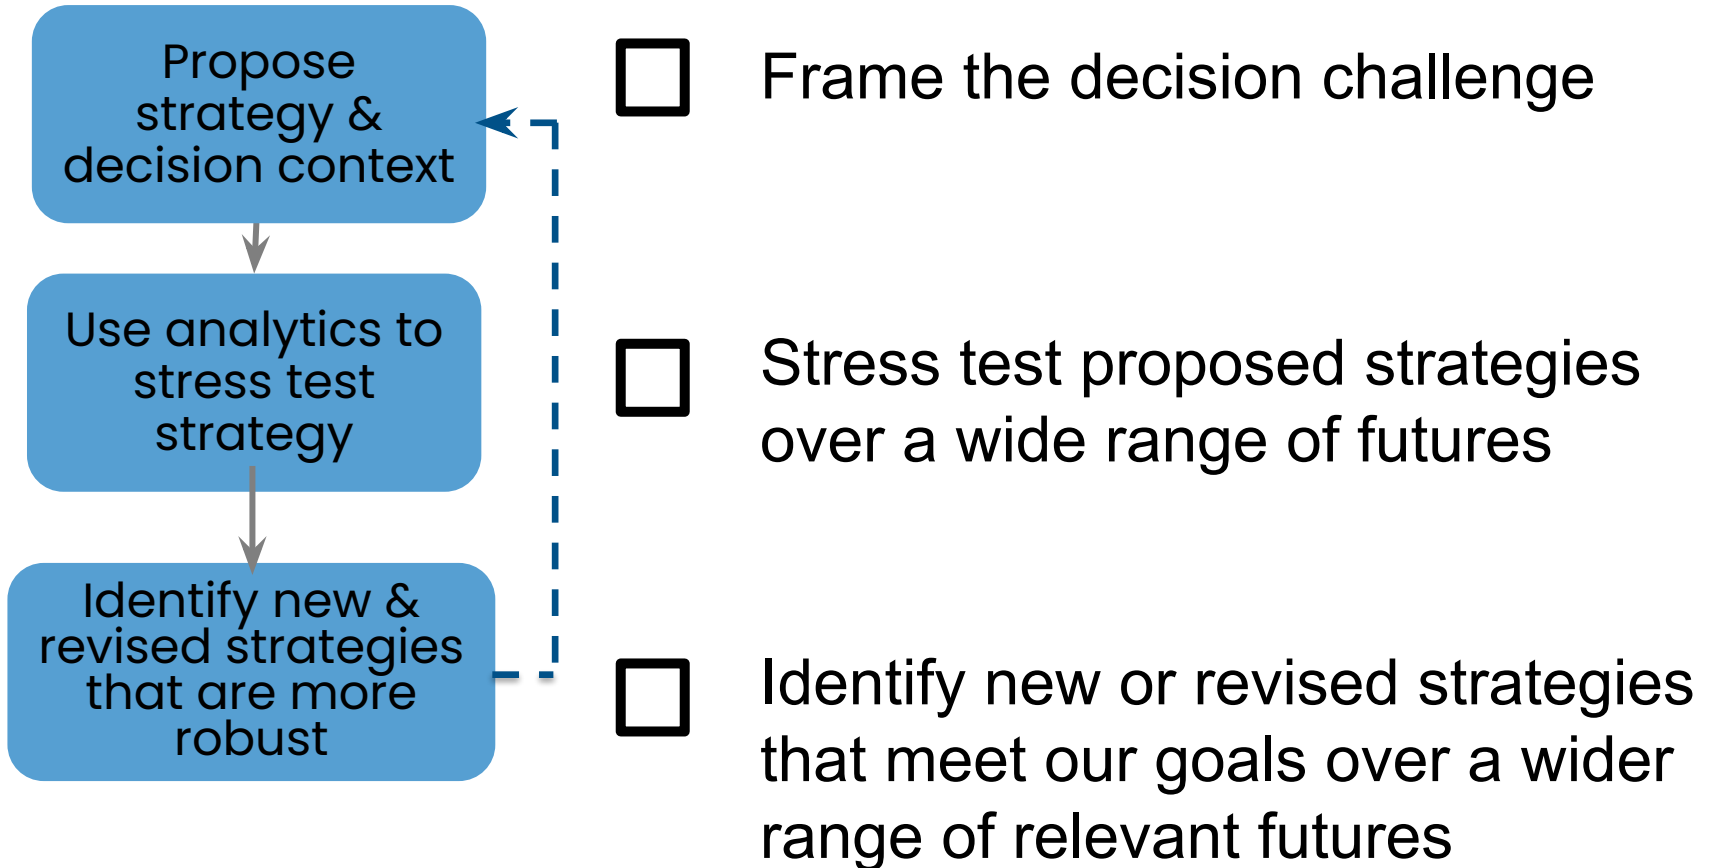 Propose
strategy &
decision context
Frame the decision challenge
Use analytics to
stress test
strategy
Stress test proposed strategies
over a wide range of futures
Identify new &
revised strategies
that are more
robust
Identify new or revised strategies
that meet our goals over a wider
range of relevant futures